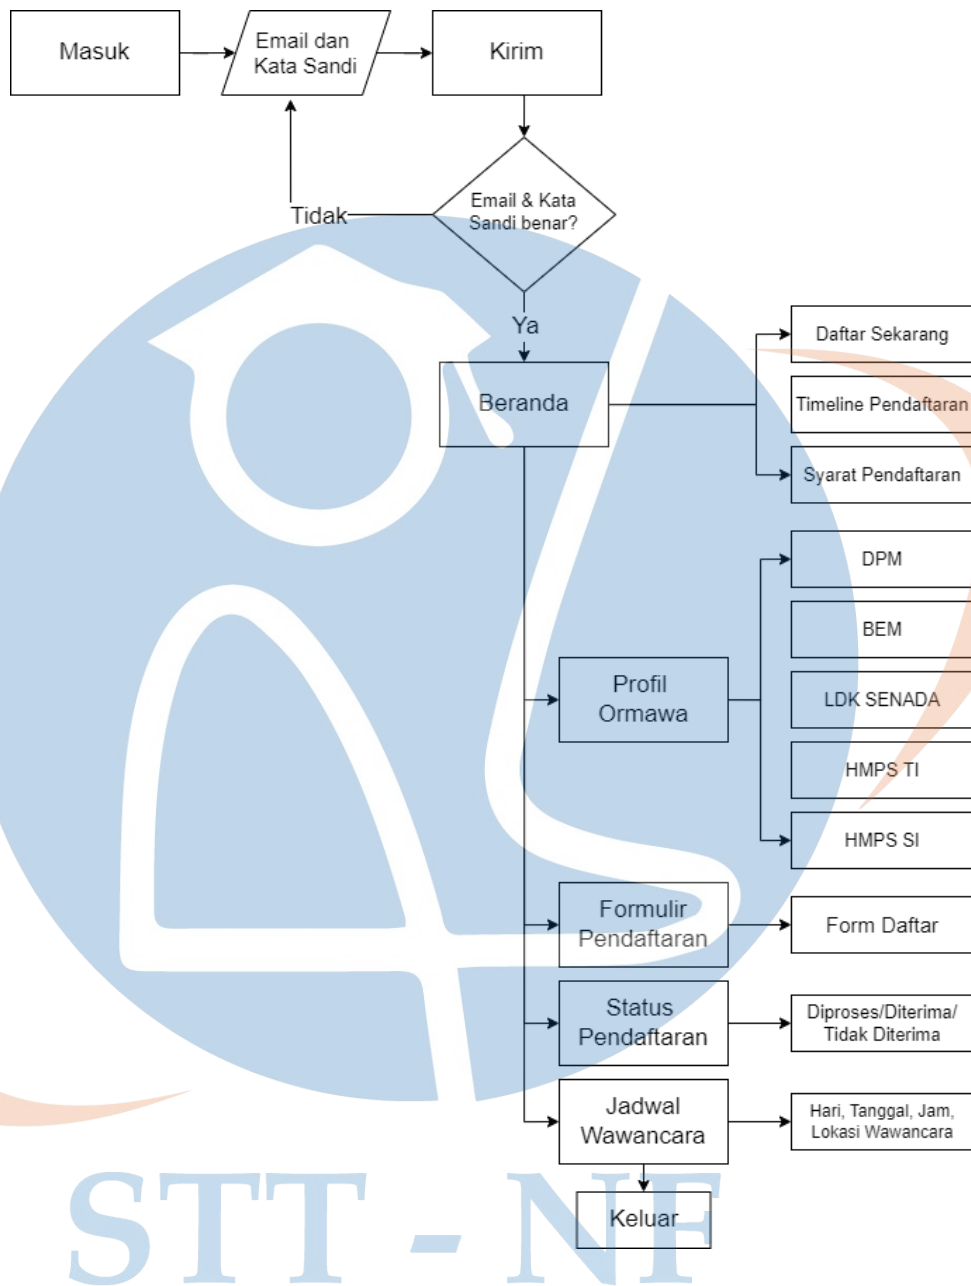 Masuk
Email dan
Kata Sandi
Kirim
Email & Kata
Sandi benar?
Tidak
Ya
Beranda
Daftar Sekarang
Timeline Pendaftaran
Syarat Pendaftaran
Profil
Ormawa
DPM
BEM
LDK SENADA
HMPS TI
HMPS SI
Formulir
Pendaftaran
Form Daftar
Status
Pendaftaran
Diproses/Diterima/
Tidak Diterima
Jadwal
Wawancara
Hari, Tanggal, Jam,
Lokasi Wawancara
Keluar
STT - NF